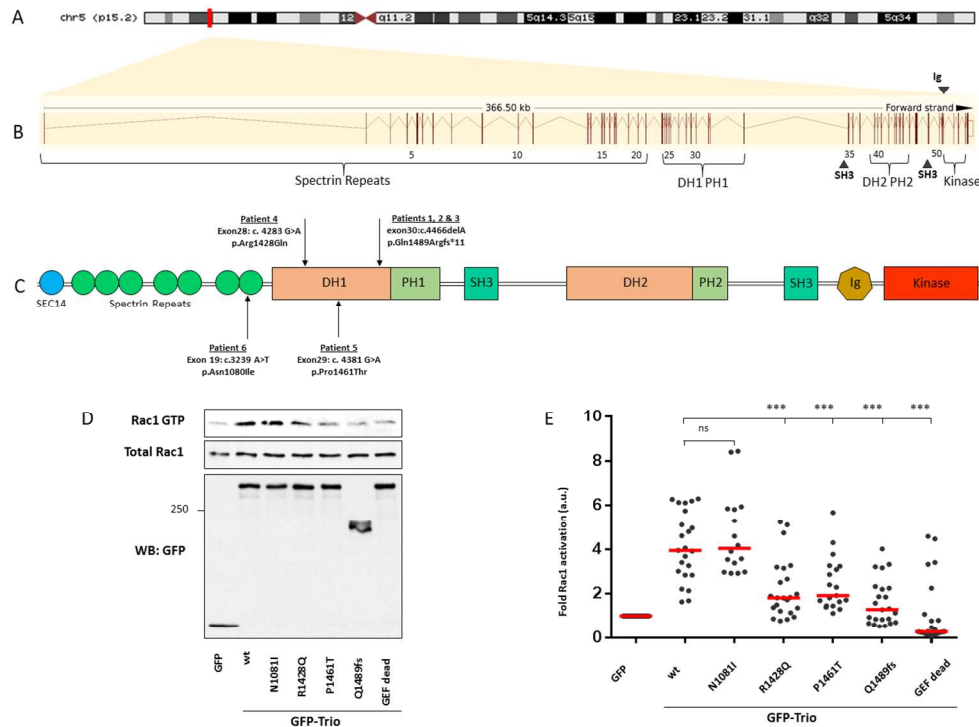 A
chr5 (p15.2)
12 q11.2 5q14.3 5q15 23.1 23.2 31.1 q32 5q34
Ig
366.50 kb Forward strand
B
5 10 15 20 25 30 35 40 50
SH3 SH3
Spectrin Repeats DH1 PH1 DH2 PH2 Kinase
Patient 4
Exon28: c. 4283 G>A
p.Arg1428Gln
Patients 1, 2 & 3
exon30:c.4466delA
p.Gln1489Argfs*11
C
DH1 PH1 SH3 DH2 PH2 SH3 Ig Kinase
SEC14 Spectrin Repeats
Patient 6
Exon 19: c.3239 A>T
p.Asn1080Ile
Patient 5
Exon29: c. 4381 G>A
p.Pro1461Thr
D
Rac1 GTP
Total Rac1
250
WB: GFP
GFP
wt
N1081I
R1428Q
P1461T
Q1489fs
GEF dead
GFP-Trio
E
Fold Rac1 activation (a.u.)
10
8
6
4
2
0
ns
*** *** *** ***
GFP
wt
N1081I
R1428Q
P1461T
Q1489fs
GEF dead
GFP-Trio